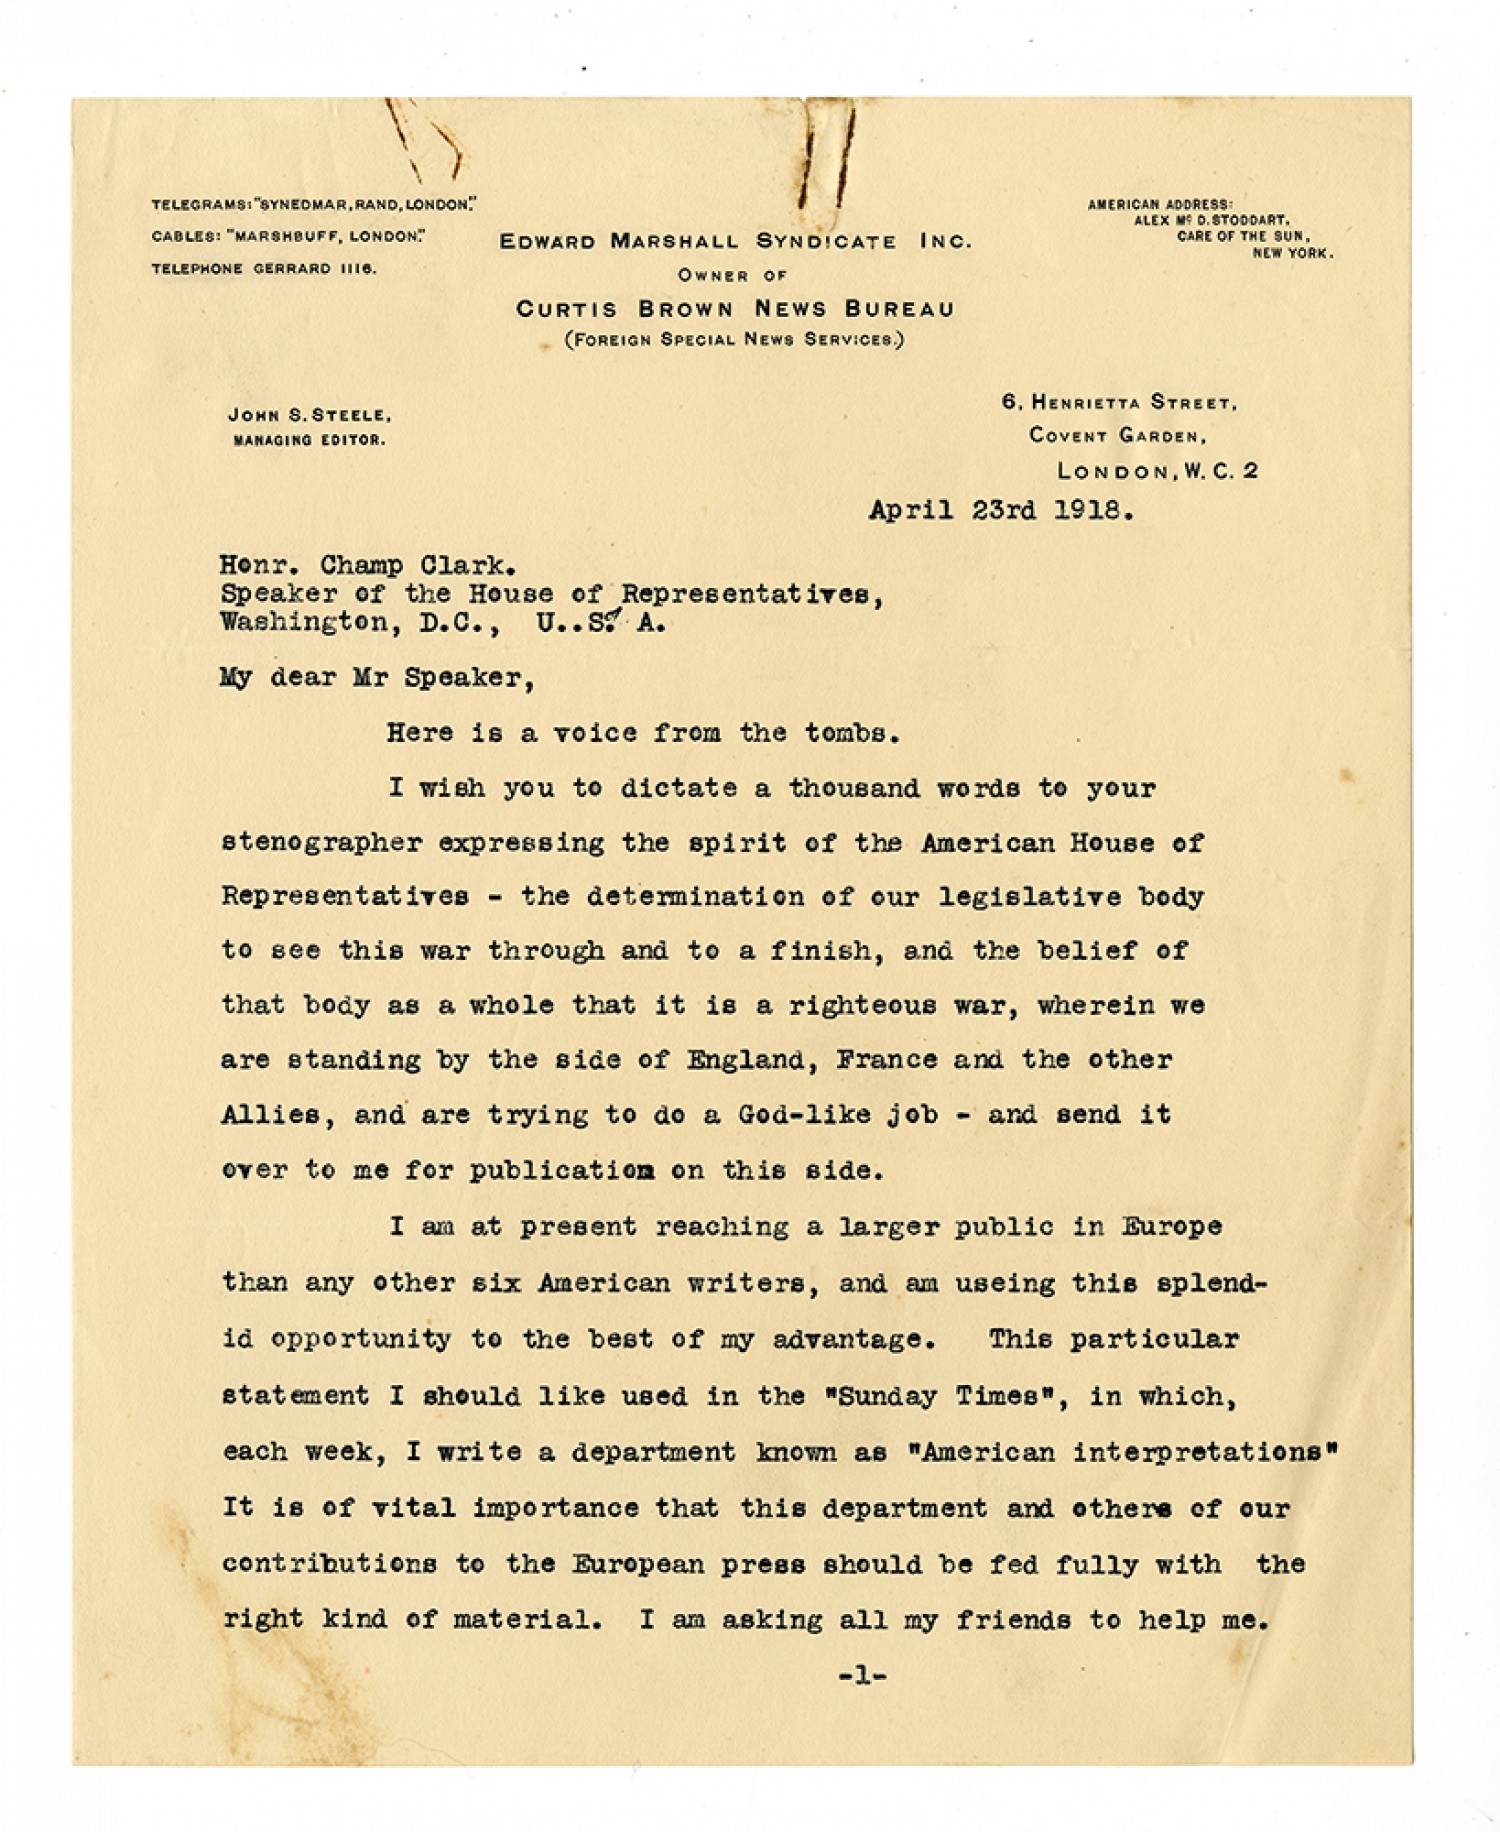 TELEGRAMS: "SYNEDMAR, RAND, LONDON."
CABLES: "MARSHBUFF, LONDON."
TELEPHONE GERRARD 1116.
AMERICAN ADDRESS:
ALEX Mc D. STODDART,
CARE OF THE SUN,
NEW YORK.
EDWARD MARSHALL SYNDICATE INC.
OWNER OF
CURTIS BROWN NEWS BUREAU
(FOREIGN SPECIAL NEWS SERVICES.)
JOHN S. STEELE,
MANAGING EDITOR.
6, HENRIETTA STREET,
COVENT GARDEN,
LONDON, W. C. 2
April 23rd 1918.
Honr. Champ Clark.
Speaker of the House of Representatives,
Washington, D.C., U..S. A.
My dear Mr Speaker,
Here is a voice from the tombs.
I wish you to dictate a thousand words to your
stenographer expressing the spirit of the American House of
Representatives - the determination of our legislative body
to see this war through and to a finish, and the belief of
that body as a whole that it is a righteous war, wherein we
are standing by the side of England, France and the other
Allies, and are trying to do a God-like job - and send it
over to me for publication on this side.
I am at present reaching a larger public in Europe
than any other six American writers, and am useing this splend-
id opportunity to the best of my advantage. This particular
statement I should like used in the "Sunday Times", in which,
each week, I write a department known as "American interpretations"
It is of vital importance that this department and others of our
contributions to the European press should be fed fully with the
right kind of material. I am asking all my friends to help me.
-1-